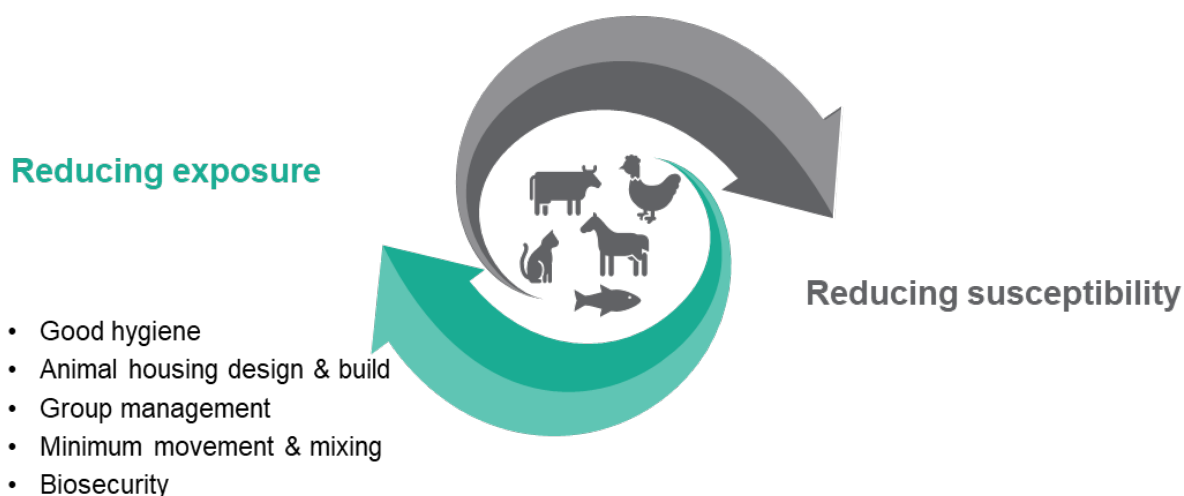 Reducing exposure
Reducing susceptibility
• Good hygiene
• Animal housing design & build
• Group management
• Minimum movement & mixing
• Biosecurity